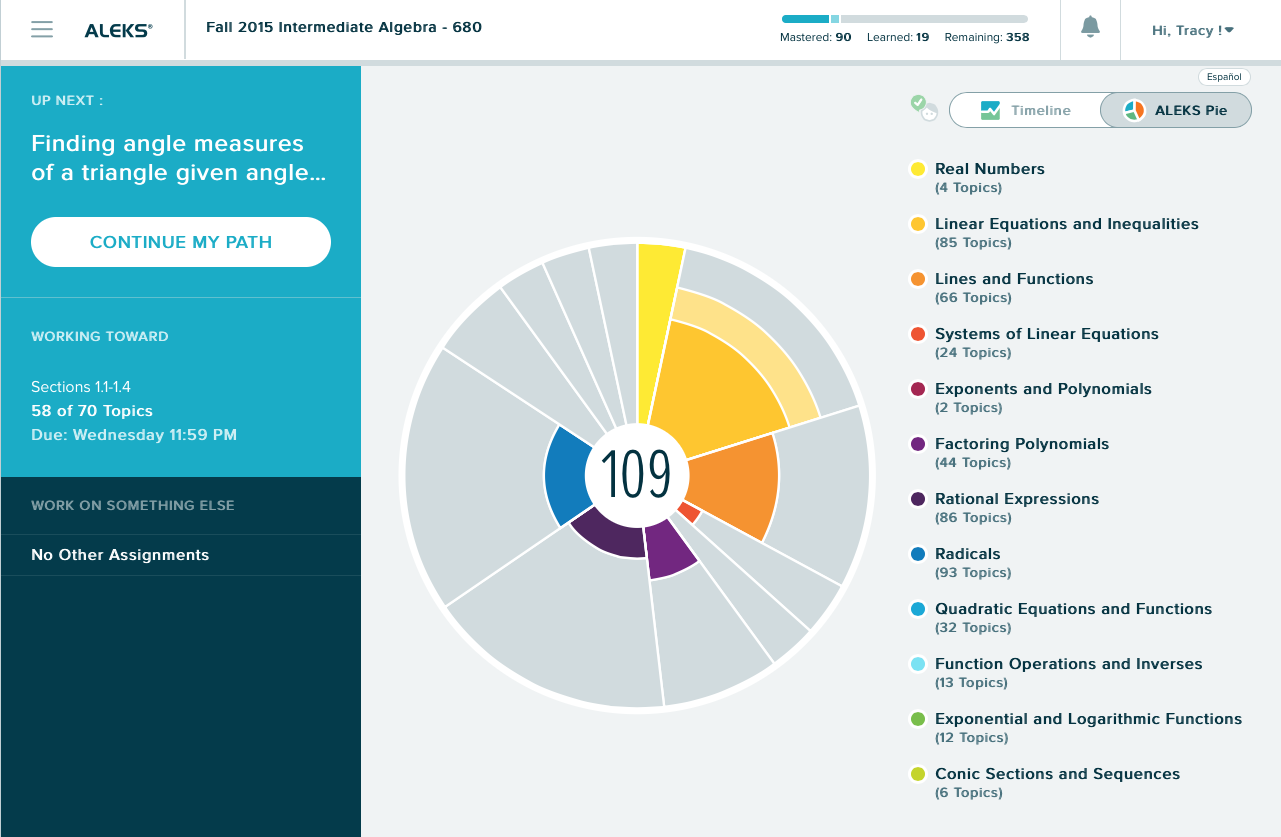 ALEKS®
Fall 2015 Intermediate Algebra - 680
Mastered: 90 Learned: 19 Remaining: 358
Hi, Tracy !
Español
UP NEXT :
Finding angle measures
of a triangle given angle...
CONTINUE MY PATH
WORKING TOWARD
Sections 1.1-1.4
58 of 70 Topics
Due: Wednesday 11:59 PM
WORK ON SOMETHING ELSE
No Other Assignments
109
Timeline
ALEKS Pie
Real Numbers
(4 Topics)
Linear Equations and Inequalities
(85 Topics)
Lines and Functions
(66 Topics)
Systems of Linear Equations
(24 Topics)
Exponents and Polynomials
(2 Topics)
Factoring Polynomials
(44 Topics)
Rational Expressions
(86 Topics)
Radicals
(93 Topics)
Quadratic Equations and Functions
(32 Topics)
Function Operations and Inverses
(13 Topics)
Exponential and Logarithmic Functions
(12 Topics)
Conic Sections and Sequences
(6 Topics)